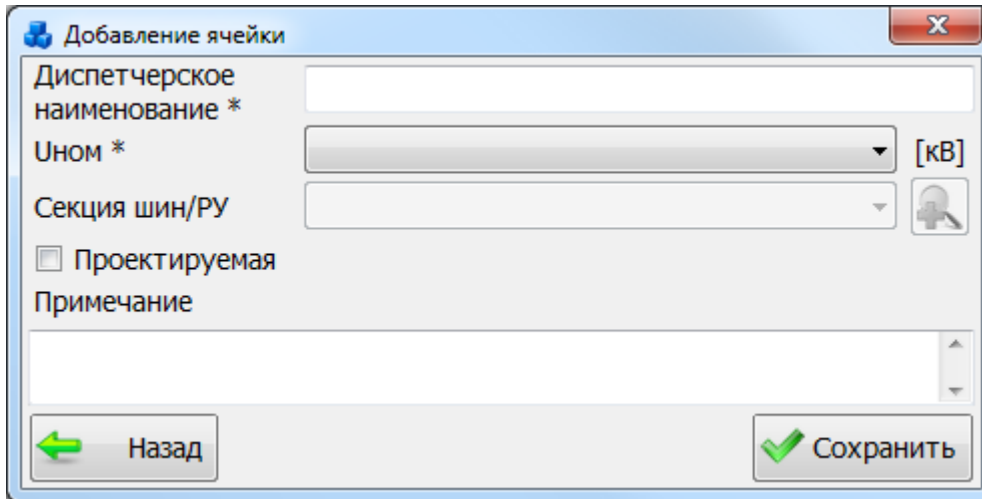 Добавление ячейки
Диспетчерское
наименование *
Uном *
[кВ]
Секция шин/РУ
Проектируемая
Примечание
Назад
Сохранить